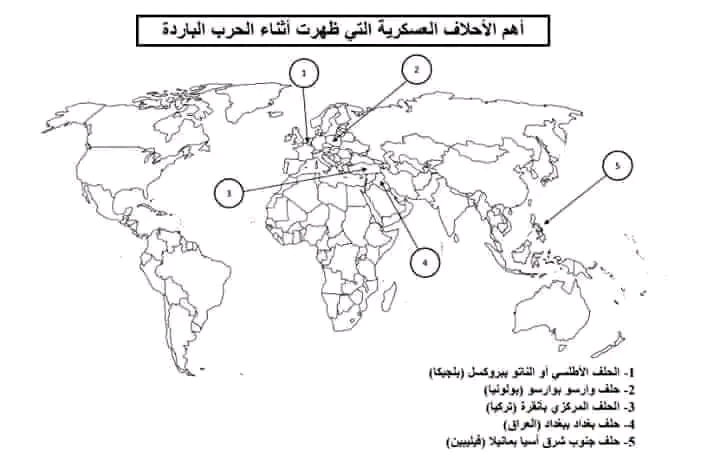 أهم الأحلاف العسكرية التي ظهرت أثناء الحرب الباردة
1
2
3
4
5
1- الحلف الأطلسي أو الناتو ببروكسل (بلجيكا)
2- حلف وارسو بوارسو (بولونيا)
3- الحلف المركزي بأنقرة (تركيا)
4- حلف بغداد ببغداد (العراق)
5- حلف جنوب شرق أسيا بمانيلا (فيليبين)